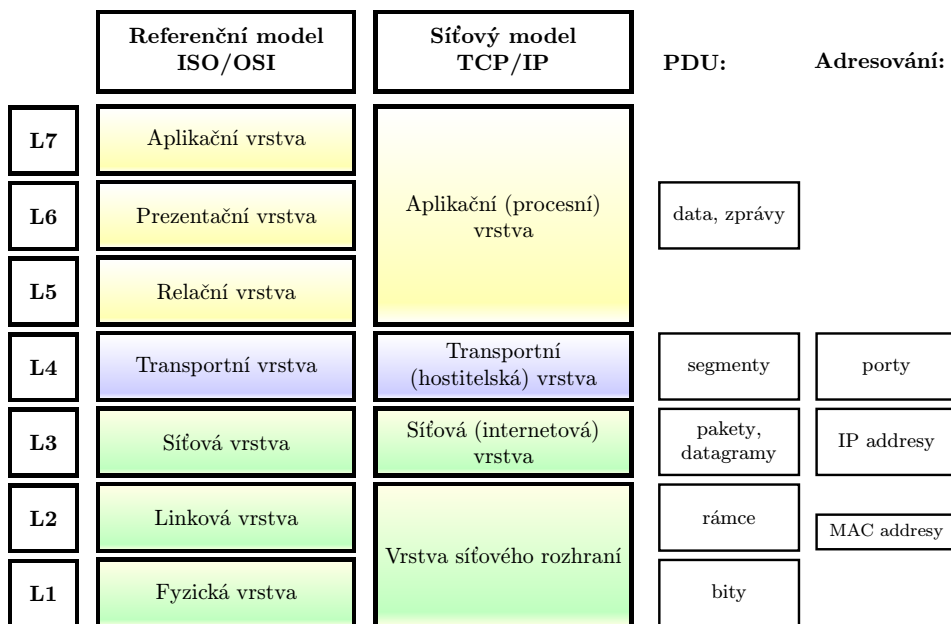 Referenční model
ISO/OSI
Síťový model
TCP/IP
PDU:
Adresování:
L7
Aplikační vrstva
Aplikační (procesní)
vrstva
L6
Prezentační vrstva
data, zprávy
L5
Relační vrstva
L4
Transportní vrstva
Transportní
(hostitelská) vrstva
segmenty
porty
L3
Síťová vrstva
Síťová (internetová)
vrstva
pakety,
datagramy
IP addresy
L2
Linková vrstva
Vrstva síťového rozhraní
rámce
MAC addresy
L1
Fyzická vrstva
bity